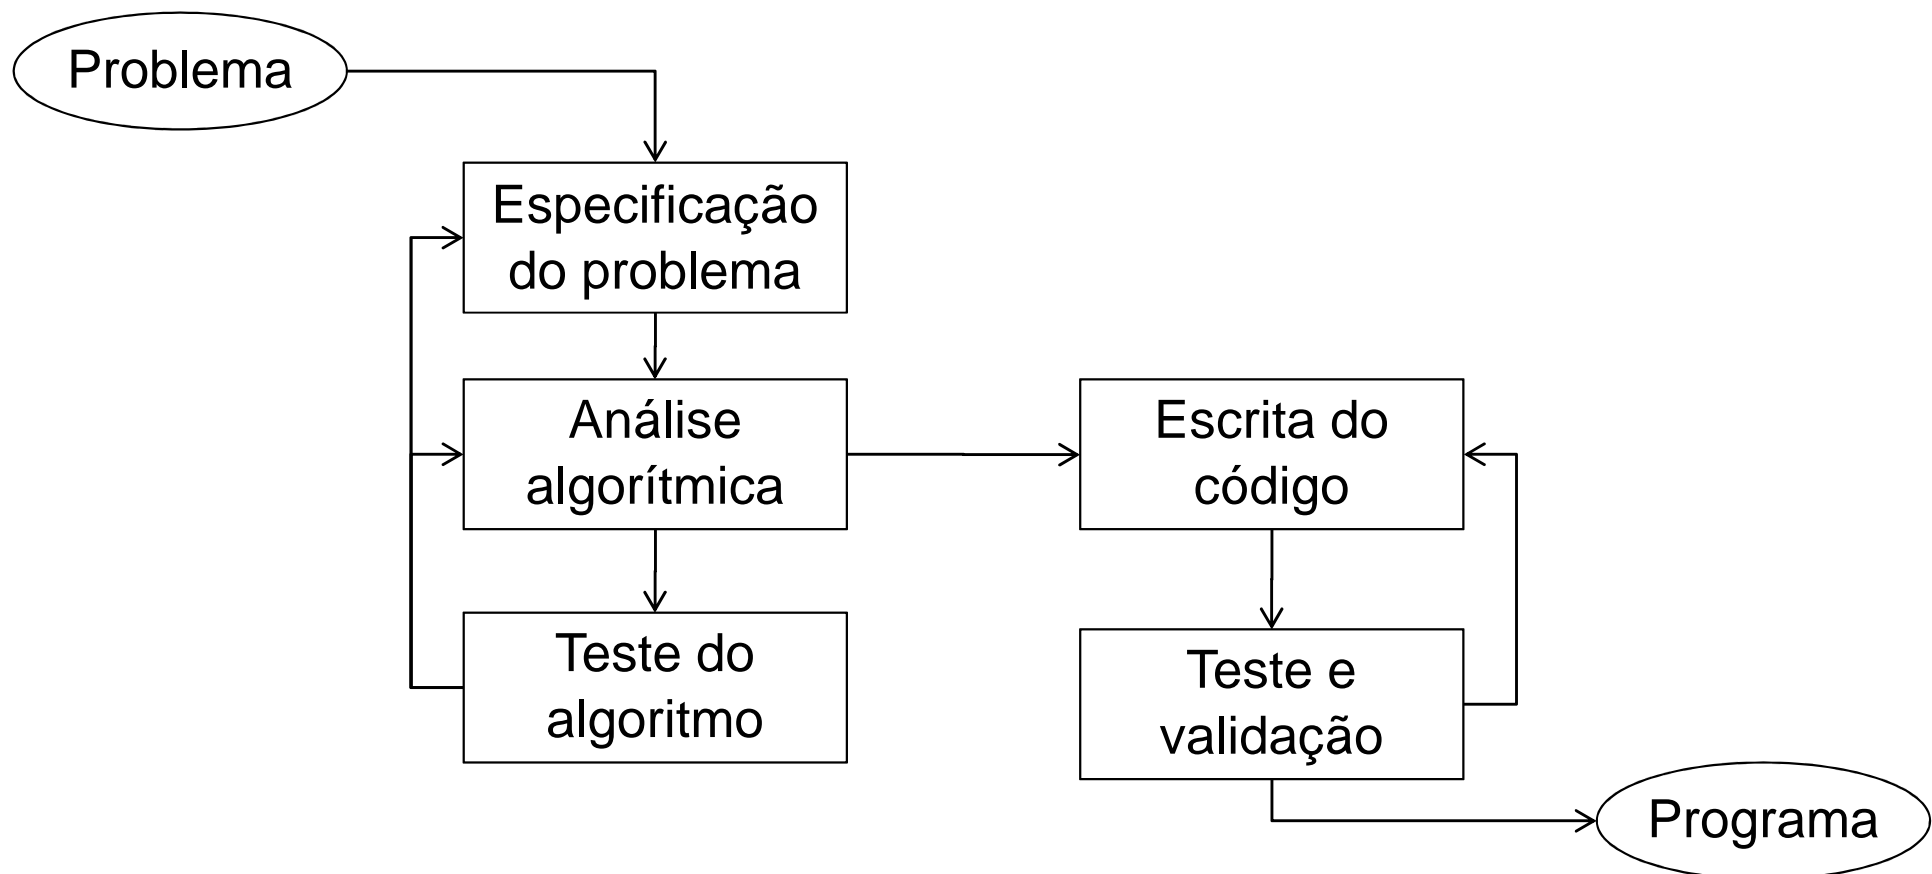 Problema
Especificação
do problema
Análise
algorítmica
Escrita do
código
Teste do
algoritmo
Teste e
validação
Programa